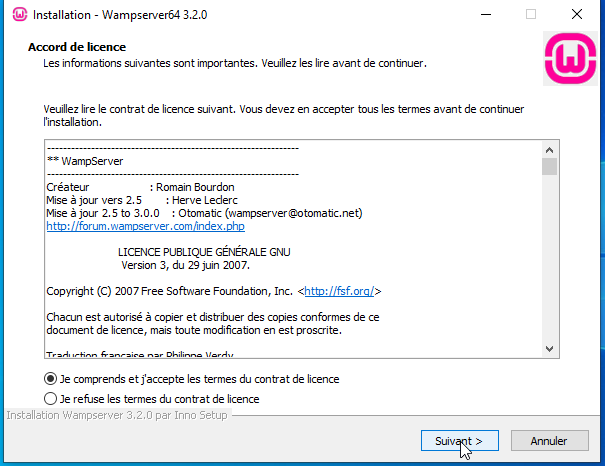 Installation - Wampserver64 3.2.0
Accord de licence
Les informations suivantes sont importantes. Veuillez les lire avant de continuer.
Veuillez lire le contrat de licence suivant. Vous devez en accepter tous les termes avant de continuer
l'installation.
------------------------------------------------------------
** WampServer
------------------------------------------------------------
Créateur : Romain Bourdon
Mise à jour vers 2.5 : Herve Leclerc
Mise à jour 2.5 to 3.0.0 : Otomatic (wampserver@otomatic.net)
http://forum.wampserver.com/index.php
LICENCE PUBLIQUE GÉNÉRALE GNU
Version 3, du 29 juin 2007.
Copyright (C) 2007 Free Software Foundation, Inc. <http://fsf.org/>
Chacun est autorisé à copier et distribuer des copies conformes de ce
document de licence, mais toute modification en est proscrite.
Traduction française par Philippe Verdy
Je comprends et j'accepte les termes du contrat de licence
Je refuse les termes du contrat de licence
Installation Wampserver 3.2.0 par Inno Setup
Suivant >
Annuler